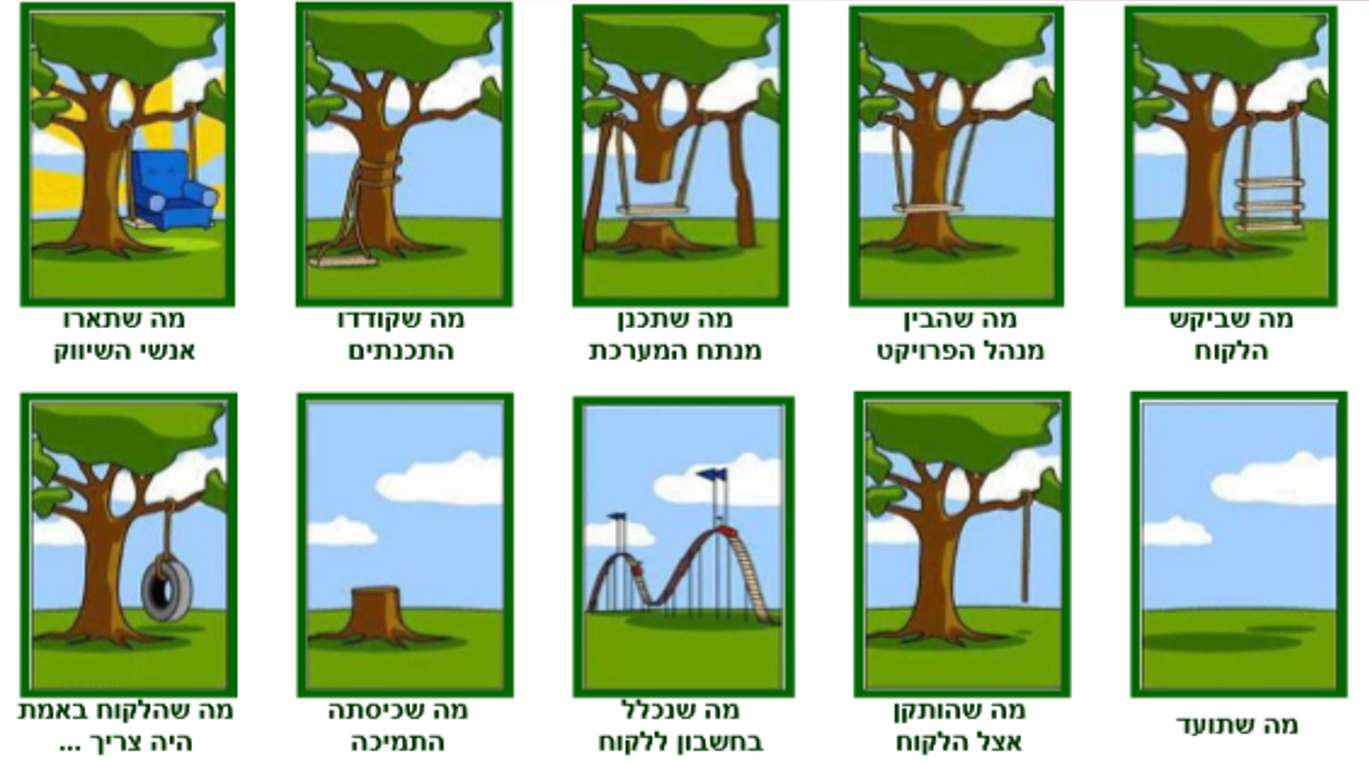 מה שביקש
הלקוח
מה שהבין
מנהל הפרויקט
מה שתכנן
מנתח המערכת
מה שקודדו
התכנתים
מה שתארו
אנשי השיווק
מה שתועד
מה שהותקן
אצל הלקוח
מה שנכלל
בחשבון ללקוח
מה שכיסתה
התמיכה
מה שהלקוח באמת
היה צריך ...